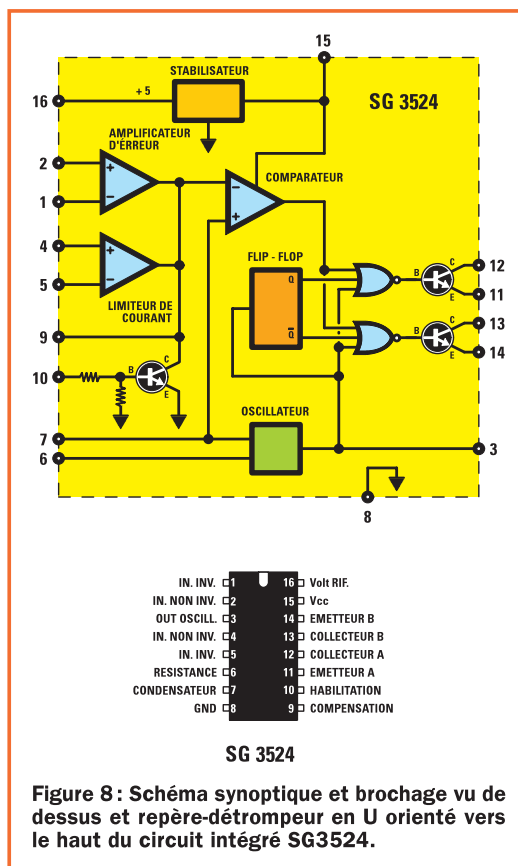 15
STABILISATEUR
+ 5
SG 3524
16
AMPLIFICATEUR
D'ÉRREUR
2
+
COMPARATEUR
1
–
–
+
4
+
FLIP - FLOP
C
12
Q
B
5
–
E
11
LIMITEUR DE
COURANT
C
13
9
Q
B
E
14
10
B
C
E
OSCILLATEUR
7
6
3
8
IN. INV. 1
16 Volt RIF.
IN. NON INV. 2
15 Vcc
OUT OSCILL. 3
14 EMETTEUR B
IN. NON INV. 4
13 COLLECTEUR B
IN. INV. 5
12 COLLECTEUR A
RESISTANCE 6
11 EMETTEUR A
CONDENSATEUR 7
10 HABILITATION
GND 8
9 COMPENSATION
SG 3524
Figure 8 : Schéma synoptique et brochage vu de
dessus et repère-détrompeur en U orienté vers
le haut du circuit intégré SG3524.